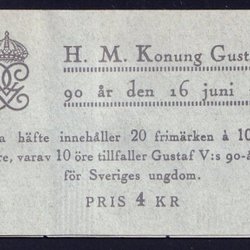 H. M. Konung Gust
90 år den 16 juni
a häfte innehåller 20 frimärken à 10
re, varav 10 öre tillfaller Gustaf V:s 90-å
för Sveriges ungdom.
PRIS 4 KR